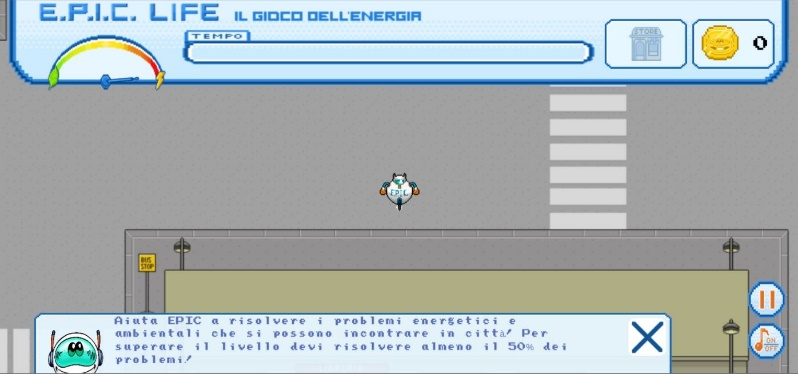 E.P.I.C. LIFE IL GIOCO DELL'ENERGIA
TEMPO
STORE
0
EPIC
BUS
STOP
Aiuta EPIC a risolvere i problemi energetici e
ambientali che si possono incontrare in città! Per
superare il livello devi risolvere almeno il 50% dei
problemi!
ON
OFF